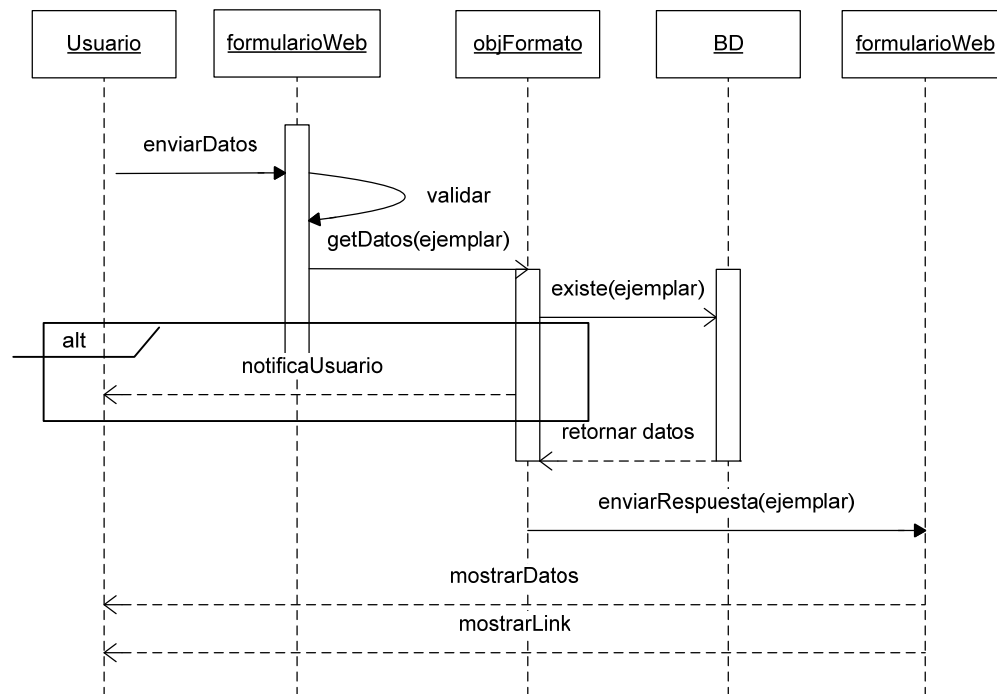 Usuario
formularioWeb
objFormato
BD
formularioWeb
enviarDatos
validar
getDatos(ejemplar)
existe(ejemplar)
alt
notificaUsuario
retornar datos
enviarRespuesta(ejemplar)
mostrarDatos
mostrarLink